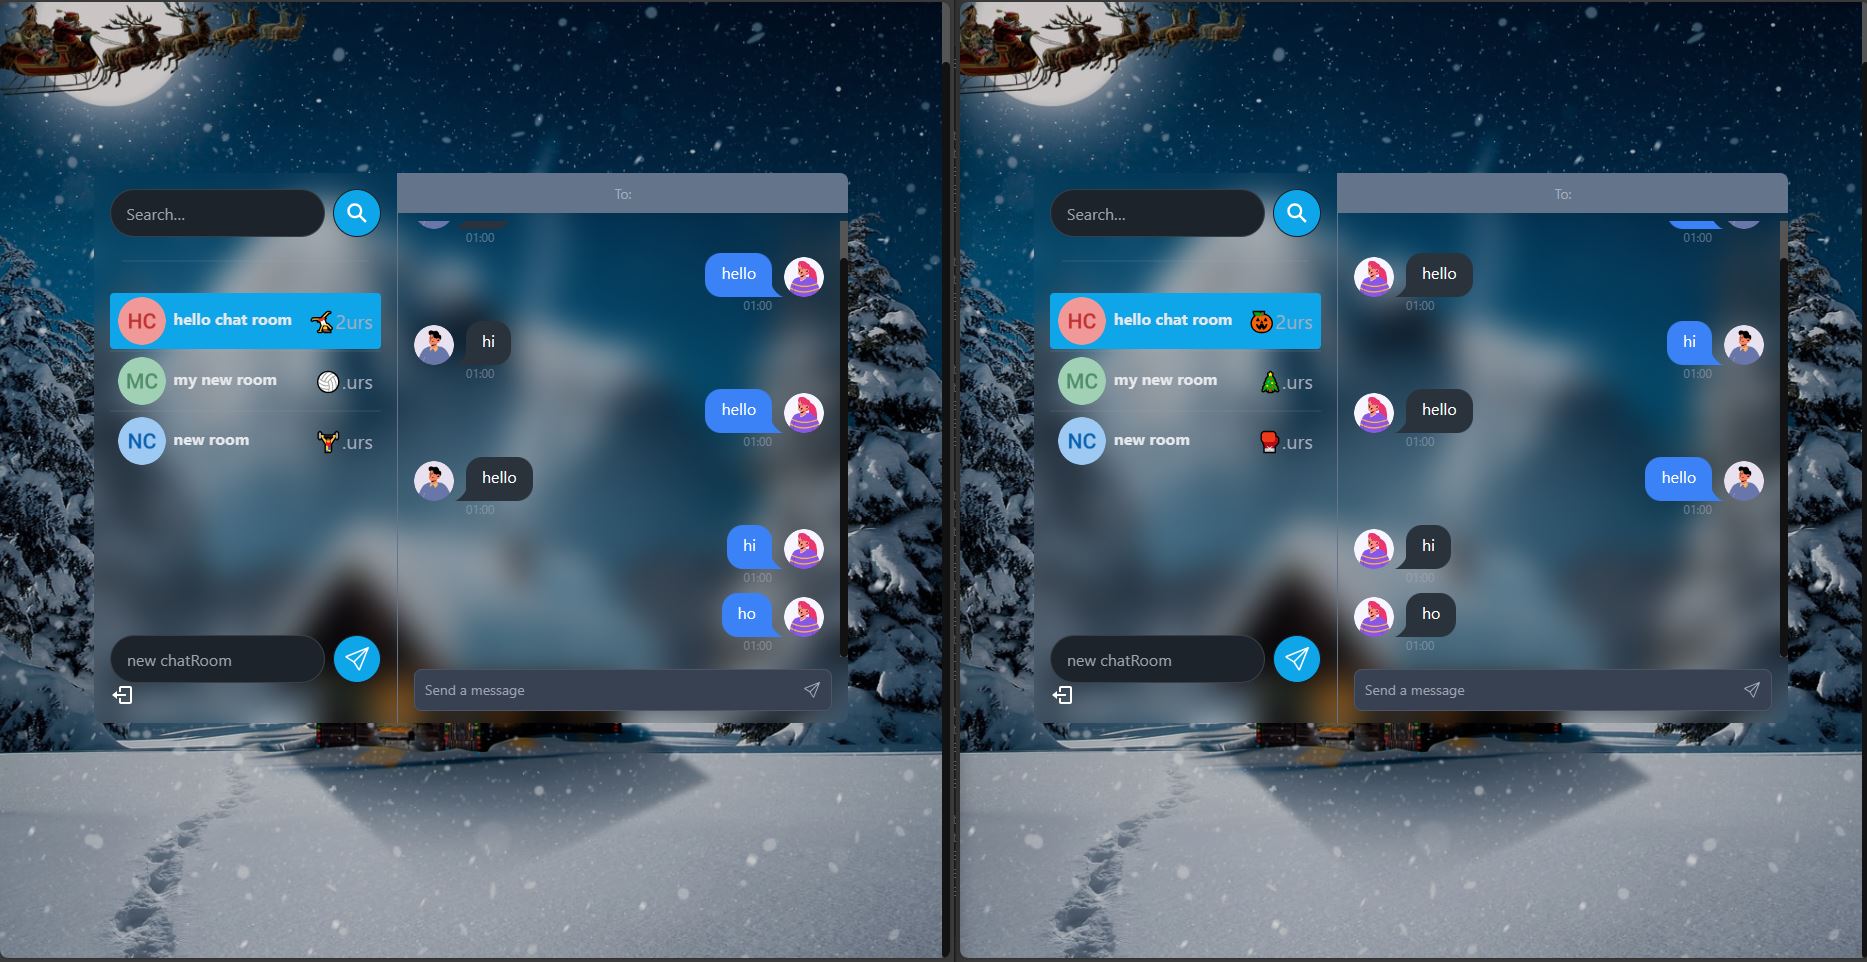 Search...
HC hello chat room 2urs
MC my new room .urs
NC new room .urs
new chatRoom
To:
01:00
hello
01:00
hi
01:00
hello
01:00
hello
01:00
hi
01:00
ho
01:00
Send a message
Search...
HC hello chat room 2urs
MC my new room .urs
NC new room .urs
new chatRoom
To:
01:00
hello
01:00
hi
01:00
hello
01:00
hello
01:00
hi
01:00
ho
01:00
Send a message